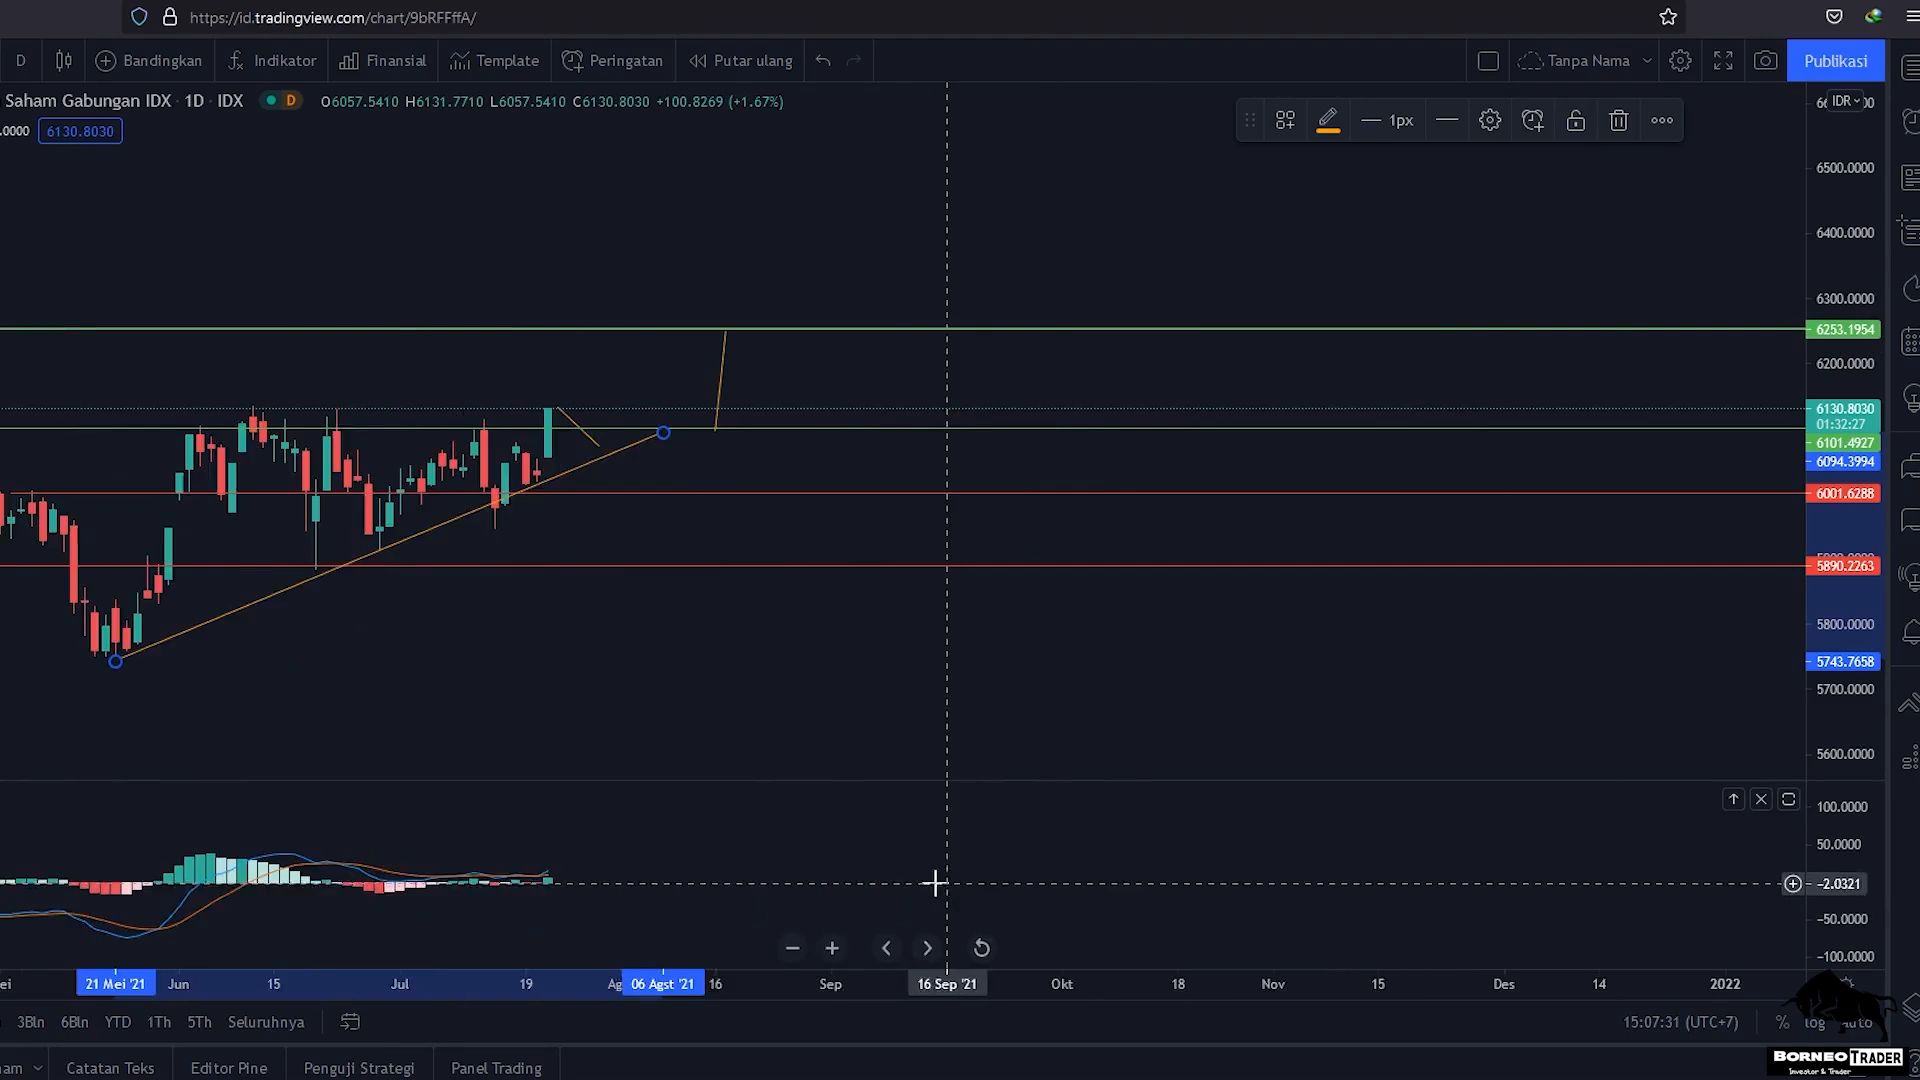 https://id.tradingview.com/chart/9bRFFffA/
D Bandingkan Indikator Finansial Template Peringatan Putar ulang Tanpa Nama Publikasi
Saham Gabungan IDX · 1D · IDX D O6057.5410 H6131.7710 L6057.5410 C6130.8030 +100.8269 (+1.67%)
.0000 6130.8030
1px
IDR
6500.0000
6400.0000
6300.0000
6253.1954
6200.0000
6130.8030
01:32:27
6101.4927
6094.3994
6001.6288
5890.2263
5800.0000
5743.7658
5700.0000
5600.0000
100.0000
50.0000
−2.0321
−50.0000
−100.0000
ei 21 Mei '21 Jun 15 Jul 19 Ag 06 Agst '21 16 Sep 16 Sep '21 Okt 18 Nov 15 Des 14 2022
3Bln 6Bln YTD 1Th 5Th Seluruhnya 15:07:31 (UTC+7) % log
Catatan Teks Editor Pine Penguji Strategi Panel Trading
BORNEO TRADER
Investor & Trader